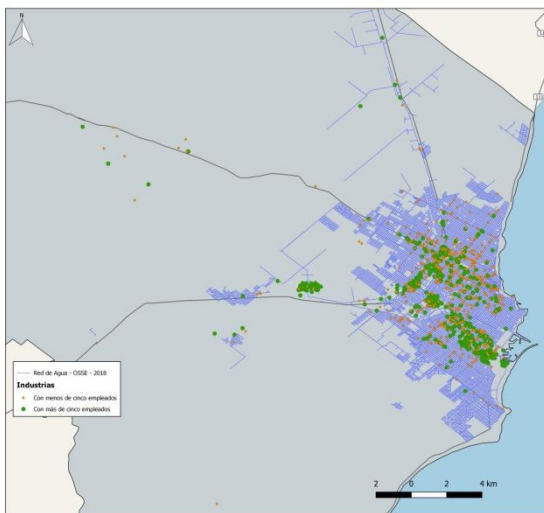 N
Red de Agua - OSSE - 2018
Industrias
Con menos de cinco empleados
Con más de cinco empleados
2 0 2 4 km